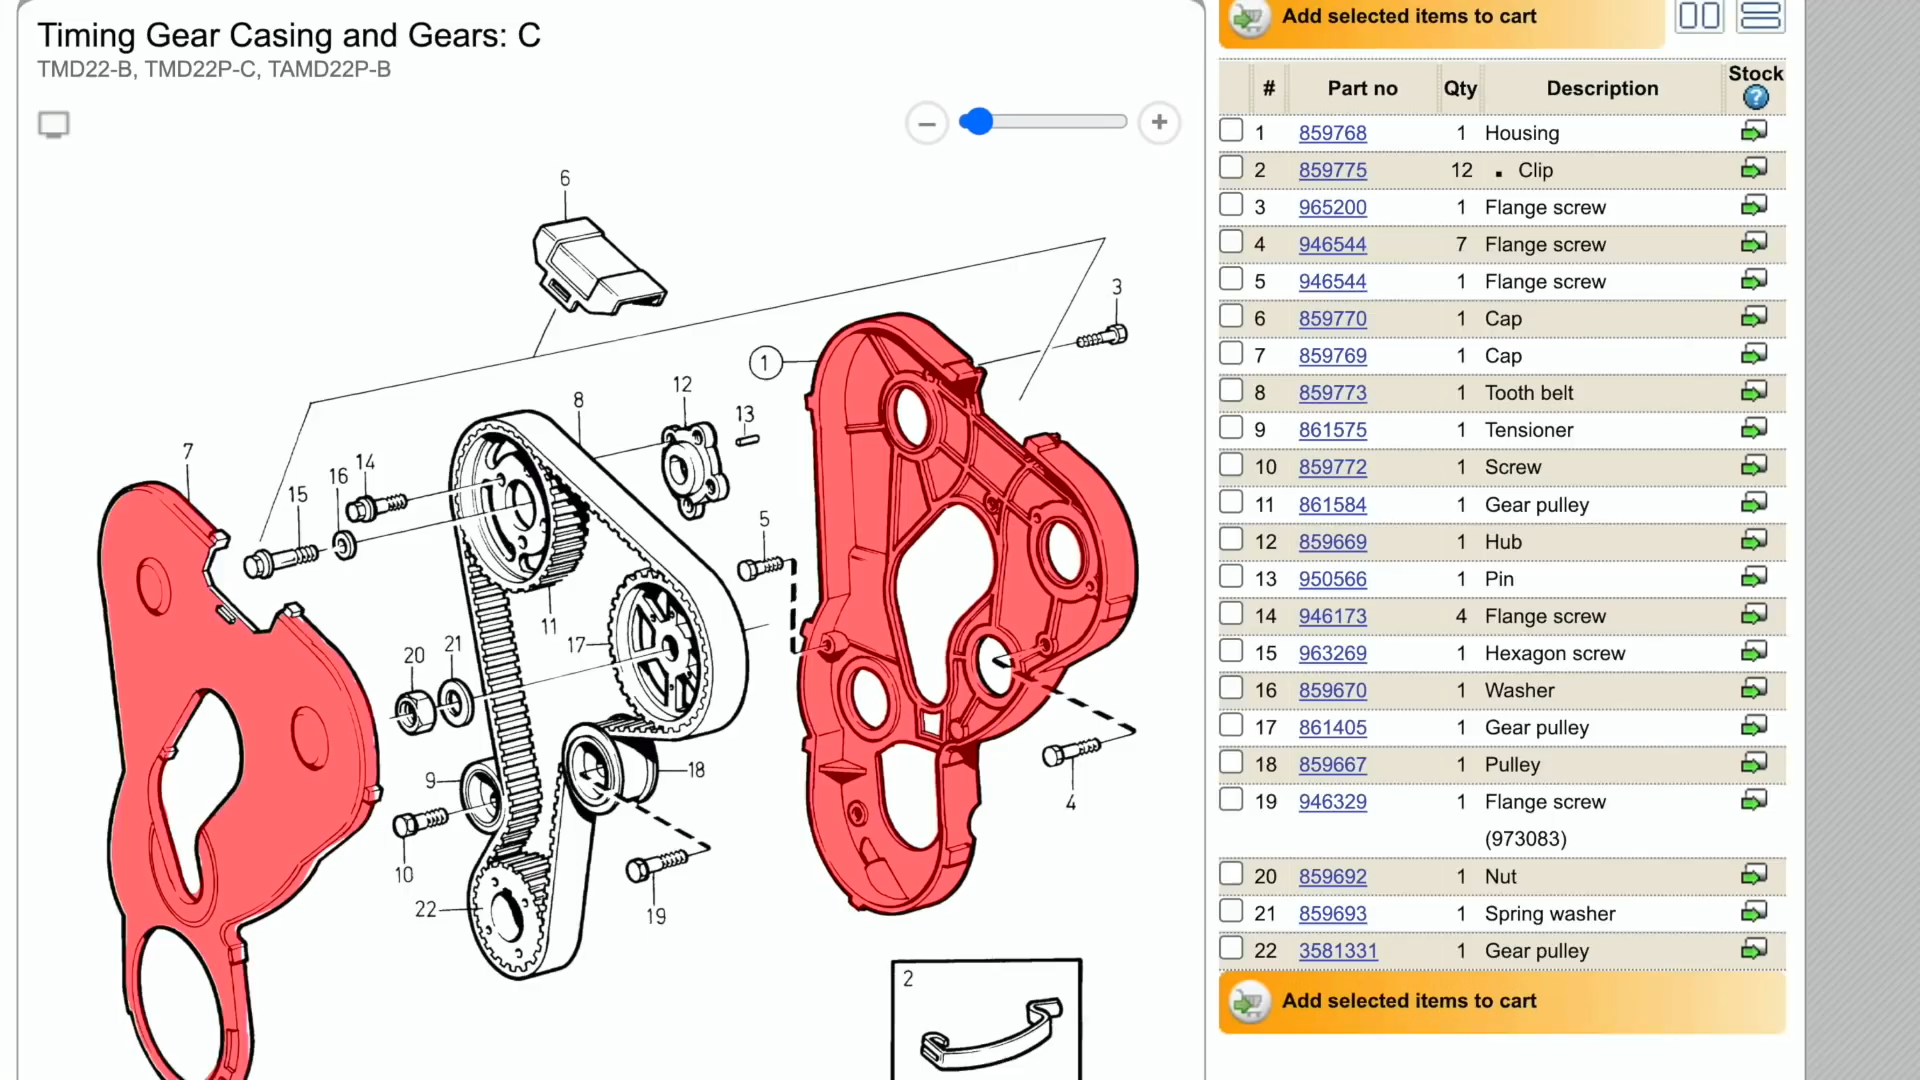 Timing Gear Casing and Gears: C
TMD22-B, TMD22P-C, TAMD22P-B
6
3
1
12
8
13
7
14
16
15
5
11
17
21
20
9
18
4
10
22
19
2
Add selected items to cart
# Part no Qty Description Stock
?
1 859768 1 Housing
2 859775 12 ▪ Clip
3 965200 1 Flange screw
4 946544 7 Flange screw
5 946544 1 Flange screw
6 859770 1 Cap
7 859769 1 Cap
8 859773 1 Tooth belt
9 861575 1 Tensioner
10 859772 1 Screw
11 861584 1 Gear pulley
12 859669 1 Hub
13 950566 1 Pin
14 946173 4 Flange screw
15 963269 1 Hexagon screw
16 859670 1 Washer
17 861405 1 Gear pulley
18 859667 1 Pulley
19 946329 1 Flange screw
(973083)
20 859692 1 Nut
21 859693 1 Spring washer
22 3581331 1 Gear pulley
Add selected items to cart